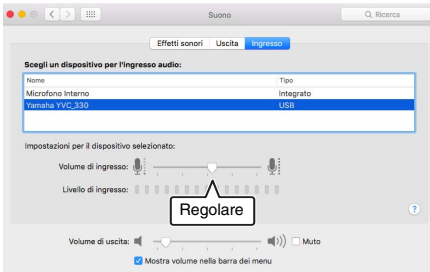 Suono
Ricerca
Effetti sonori Uscita Ingresso
Scegli un dispositivo per l'ingresso audio:
Nome Tipo
Microfono Interno Integrato
Yamaha YVC_330 USB
Impostazioni per il dispositivo selezionato:
Volume di ingresso:
Livello di ingresso:
Regolare
?
Volume di uscita: Muto
Mostra volume nella barra dei menu